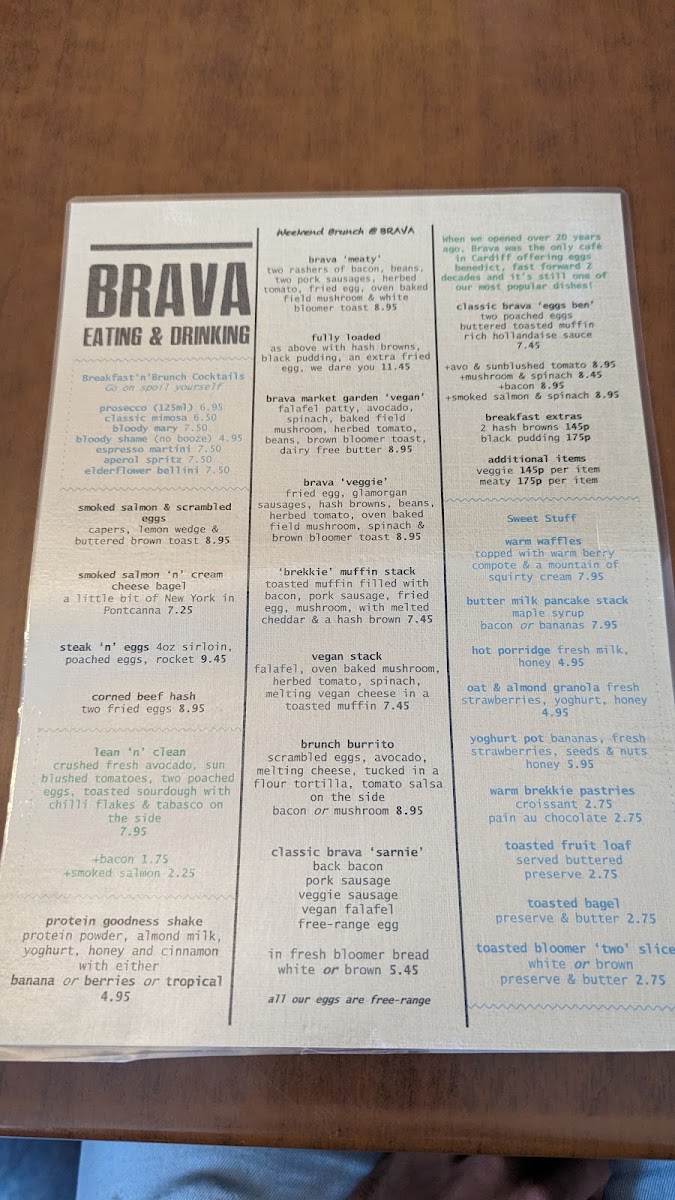 BRAVA
EATING & DRINKING
Breakfast'n'Brunch Cocktails
Go on spoil yourself
prosecco (125ml) 6.95
classic mimosa 6.50
bloody mary 7.50
bloody shame (no booze) 4.95
espresso martini 7.50
aperol spritz 7.50
elderflower bellini 7.50
smoked salmon & scrambled
eggs
capers, lemon wedge &
buttered brown toast 8.95
smoked salmon 'n' cream
cheese bagel
a little bit of New York in
Pontcanna 7.25
steak 'n' eggs 4oz sirloin,
poached eggs, rocket 9.45
corned beef hash
two fried eggs 8.95
lean 'n' clean
crushed fresh avocado, sun
blushed tomatoes, two poached
eggs, toasted sourdough with
chilli flakes & tabasco on
the side
7.95
+bacon 1.75
+smoked salmon 2.25
protein goodness shake
protein powder, almond milk,
yoghurt, honey and cinnamon
with either
banana or berries or tropical
4.95
Weekend Brunch @ BRAVA
brava 'meaty'
two rashers of bacon, beans,
two pork sausages, herbed
tomato, fried egg, oven baked
field mushroom & white
bloomer toast 8.95
fully loaded
as above with hash browns,
black pudding, an extra fried
egg, we dare you 11.45
brava market garden 'vegan'
falafel patty, avocado,
spinach, baked field
mushroom, herbed tomato,
beans, brown bloomer toast,
dairy free butter 8.95
brava 'veggie'
fried egg, glamorgan
sausages, hash browns, beans,
herbed tomato, oven baked
field mushroom, spinach &
brown bloomer toast 8.95
'brekkie' muffin stack
toasted muffin filled with
bacon, pork sausage, fried
egg, mushroom, with melted
cheddar & a hash brown 7.45
vegan stack
falafel, oven baked mushroom,
herbed tomato, spinach,
melting vegan cheese in a
toasted muffin 7.45
brunch burrito
scrambled eggs, avocado,
melting cheese, tucked in a
flour tortilla, tomato salsa
on the side
bacon or mushroom 8.95
classic brava 'sarnie'
back bacon
pork sausage
veggie sausage
vegan falafel
free-range egg
in fresh bloomer bread
white or brown 5.45
all our eggs are free-range
When we opened over 20 years
ago, Brava was the only café
in Cardiff offering eggs
benedict, fast forward 2
decades and it's still one of
our most popular dishes!
classic brava 'eggs ben'
two poached eggs
buttered toasted muffin
rich hollandaise sauce
7.45
+avo & sunblushed tomato 8.95
+mushroom & spinach 8.45
+bacon 8.95
+smoked salmon & spinach 8.95
breakfast extras
2 hash browns 145p
black pudding 175p
additional items
veggie 145p per item
meaty 175p per item
Sweet Stuff
warm waffles
topped with warm berry
compote & a mountain of
squirty cream 7.95
butter milk pancake stack
maple syrup
bacon or bananas 7.95
hot porridge fresh milk,
honey 4.95
oat & almond granola fresh
strawberries, yoghurt, honey
4.95
yoghurt pot bananas, fresh
strawberries, seeds & nuts
honey 5.95
warm brekkie pastries
croissant 2.75
pain au chocolate 2.75
toasted fruit loaf
served buttered
preserve 2.75
toasted bagel
preserve & butter 2.75
toasted bloomer 'two' slice
white or brown
preserve & butter 2.75